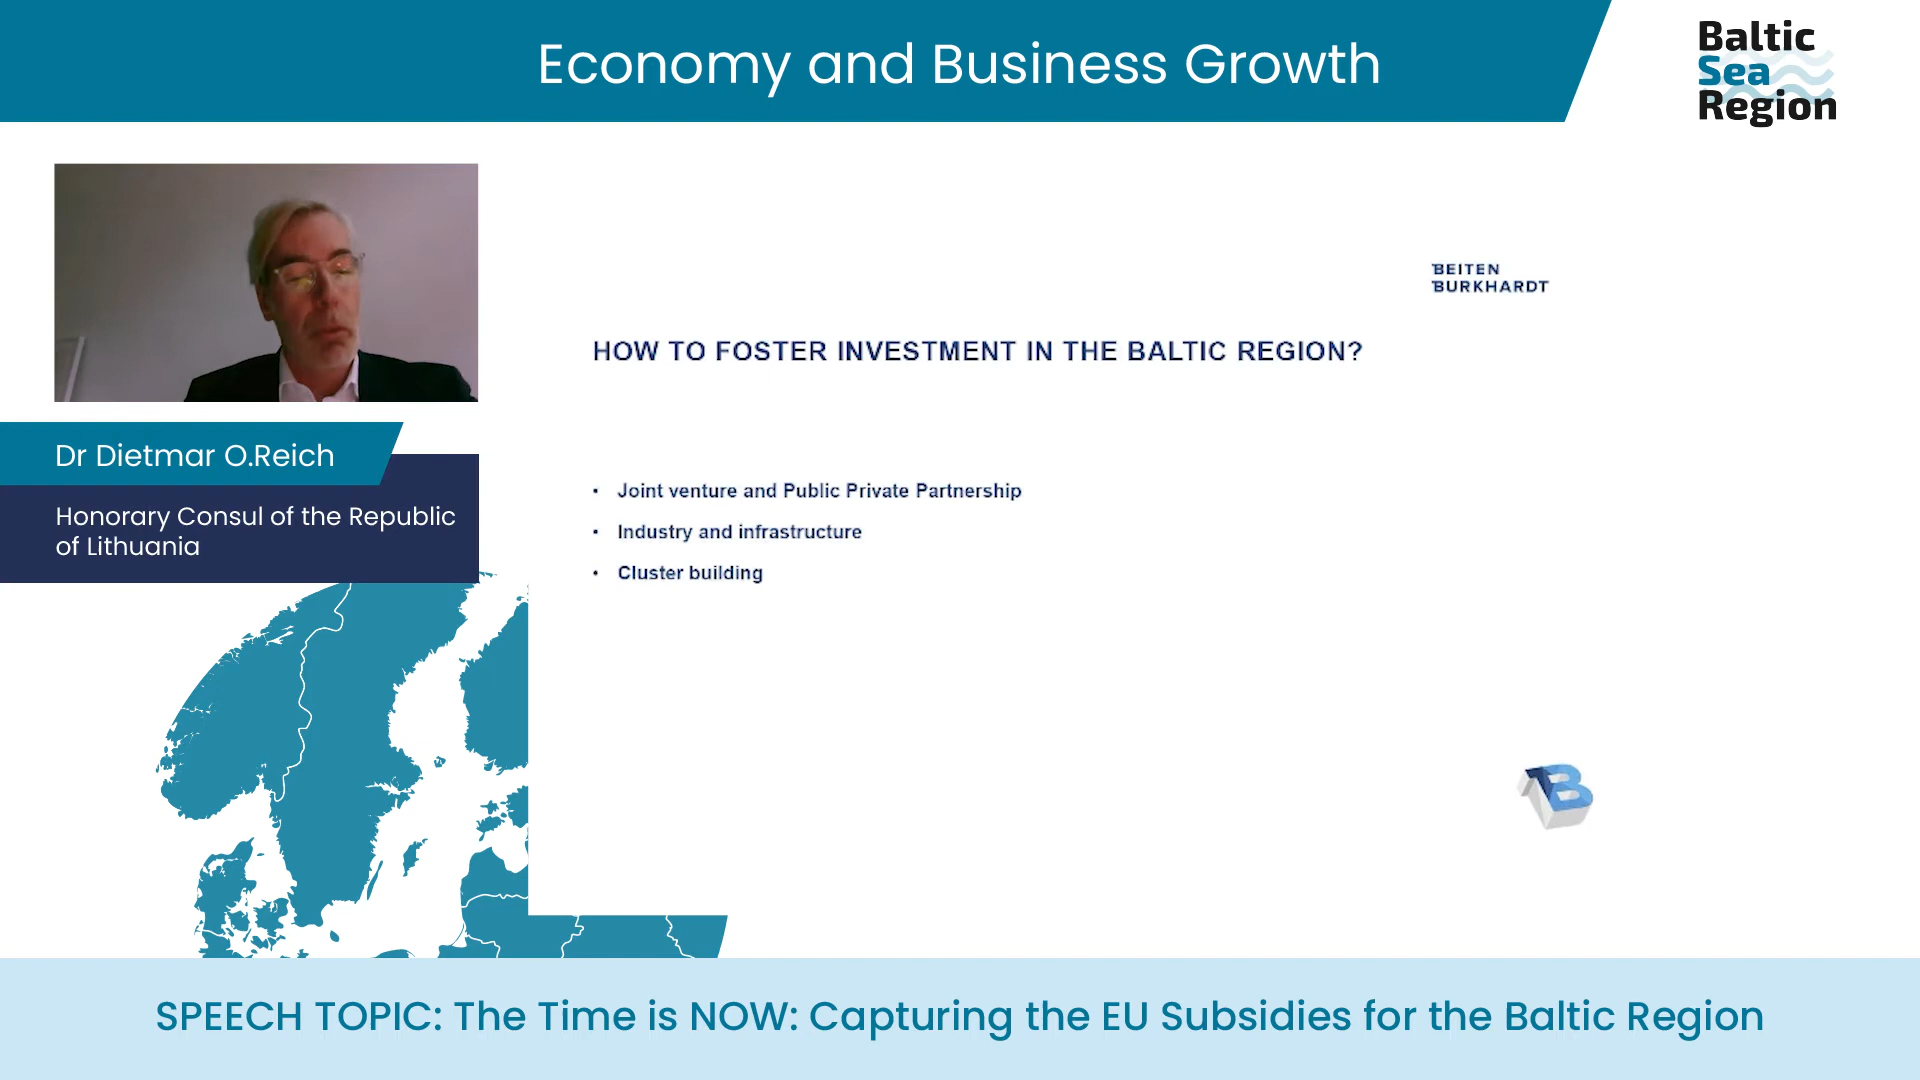 Economy and Business Growth
Baltic
Sea
Region
BEITEN
BURKHARDT
HOW TO FOSTER INVESTMENT IN THE BALTIC REGION?
• Joint venture and Public Private Partnership
• Industry and infrastructure
• Cluster building
Dr Dietmar O.Reich
Honorary Consul of the Republic
of Lithuania
B
SPEECH TOPIC: The Time is NOW: Capturing the EU Subsidies for the Baltic Region